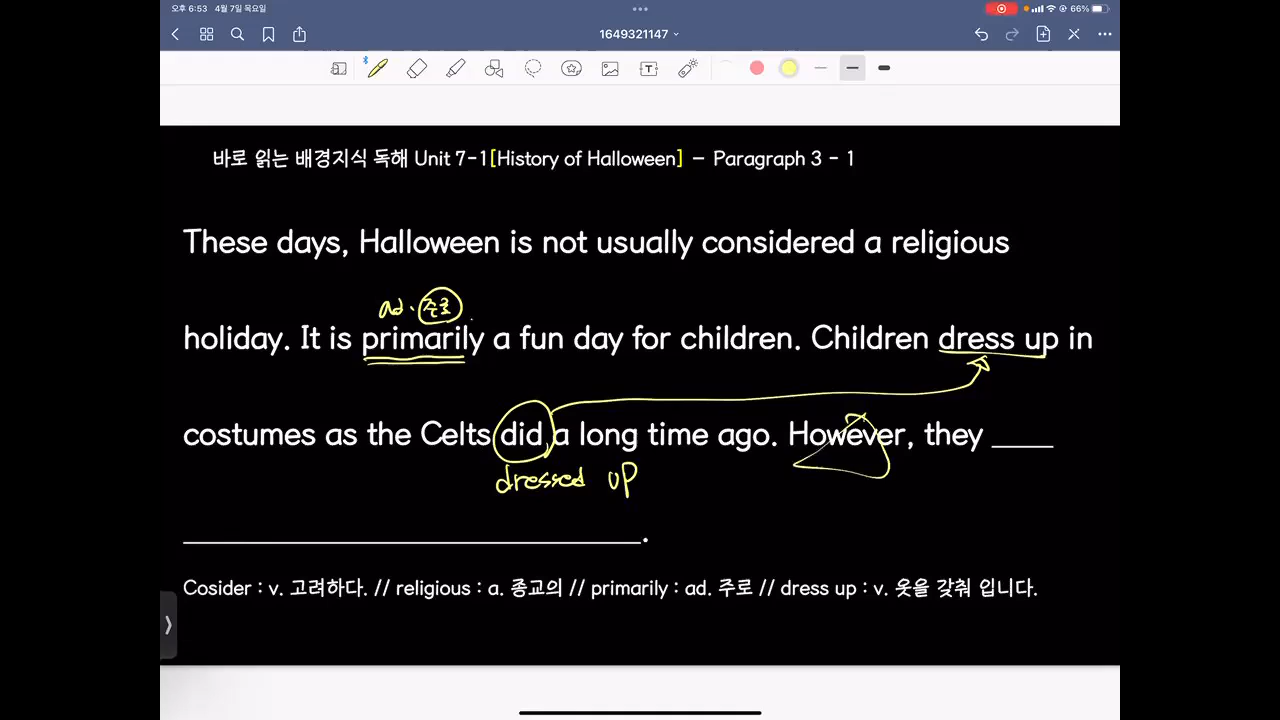 오후 6:53 4월 7일 목요일
66%
1649321147
바로 읽는 배경지식 독해 Unit 7-1[History of Halloween] – Paragraph 3 - 1
These days, Halloween is not usually considered a religious
ad. 주로
holiday. It is primarily a fun day for children. Children dress up in
costumes as the Celts did a long time ago. However, they ____
dressed up
____.
Cosider : v. 고려하다. // religious : a. 종교의 // primarily : ad. 주로 // dress up : v. 옷을 갖춰 입니다.